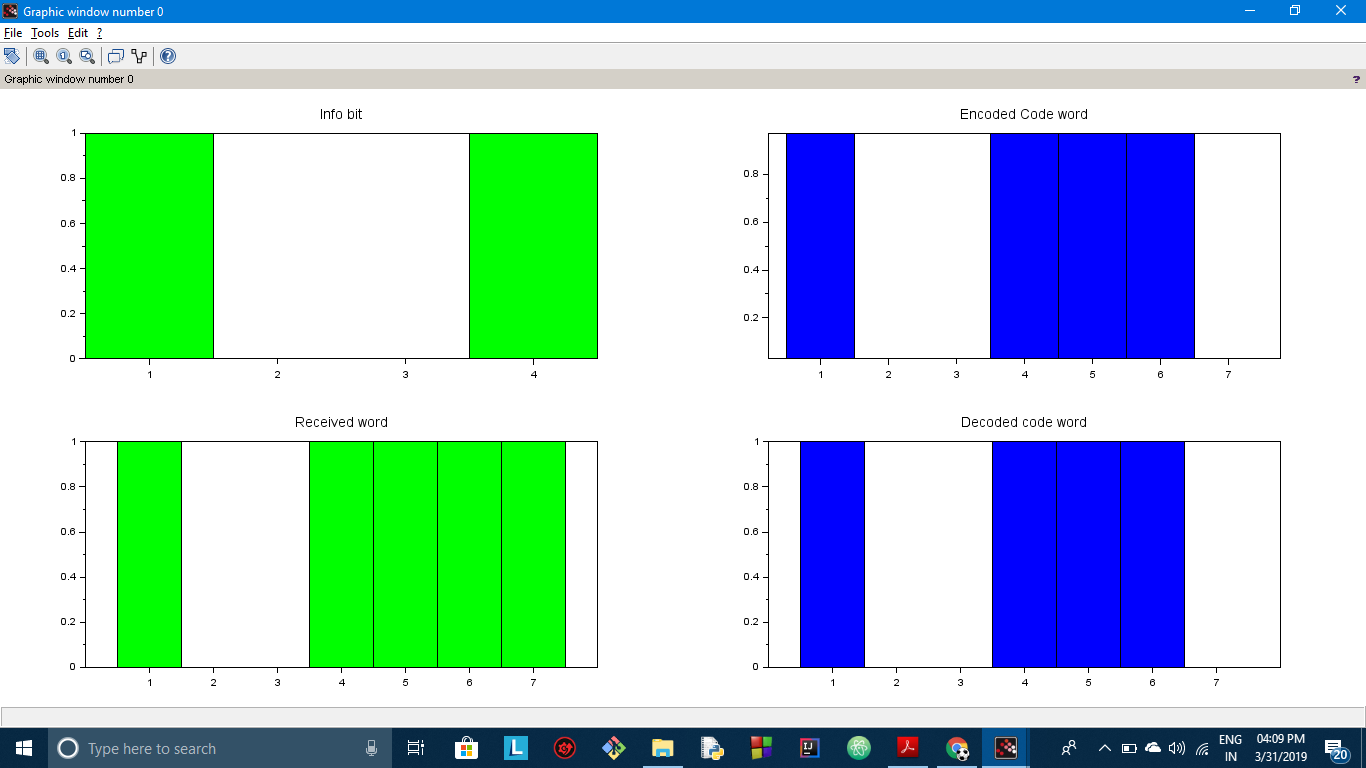 Graphic window number 0
File Tools Edit ?
Graphic window number 0 ?
Info bit
1
0.8
0.6
0.4
0.2
0
1 2 3 4
Encoded Code word
0.8
0.6
0.4
0.2
1 2 3 4 5 6 7
Received word
1
0.8
0.6
0.4
0.2
0
1 2 3 4 5 6 7
Decoded code word
1
0.8
0.6
0.4
0.2
0
1 2 3 4 5 6 7
Type here to search
L
IJ
ENG
IN
04:09 PM
3/31/2019
20